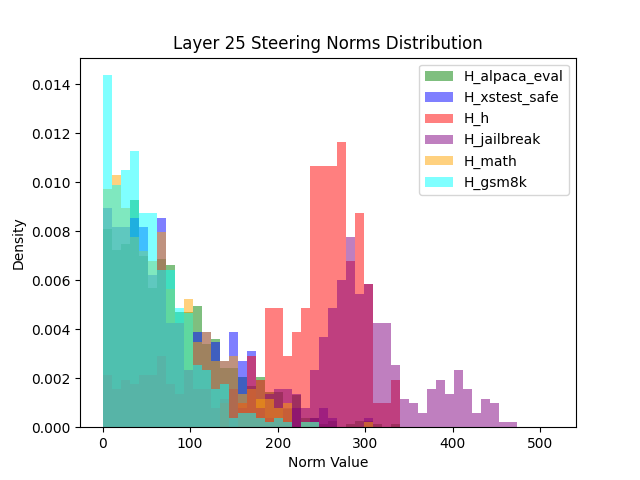 Layer 25 Steering Norms Distribution
H_alpaca_eval
H_xstest_safe
H_h
H_jailbreak
H_math
H_gsm8k
Density
0.014
0.012
0.010
0.008
0.006
0.004
0.002
0.000
0
100
200
300
400
500
Norm Value